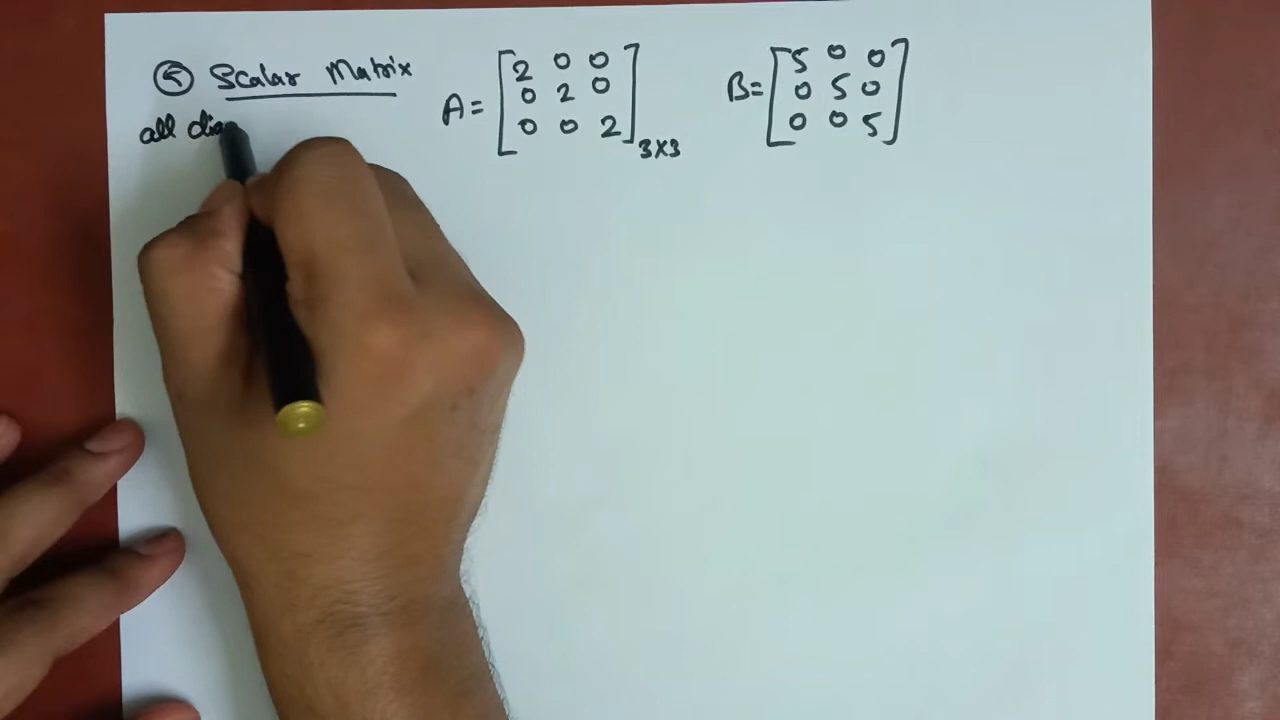 ⑤ Scalar Matrix
all diag
A = [2 0 0
0 2 0
0 0 2] 3x3
B = [5 0 0
0 5 0
0 0 5]